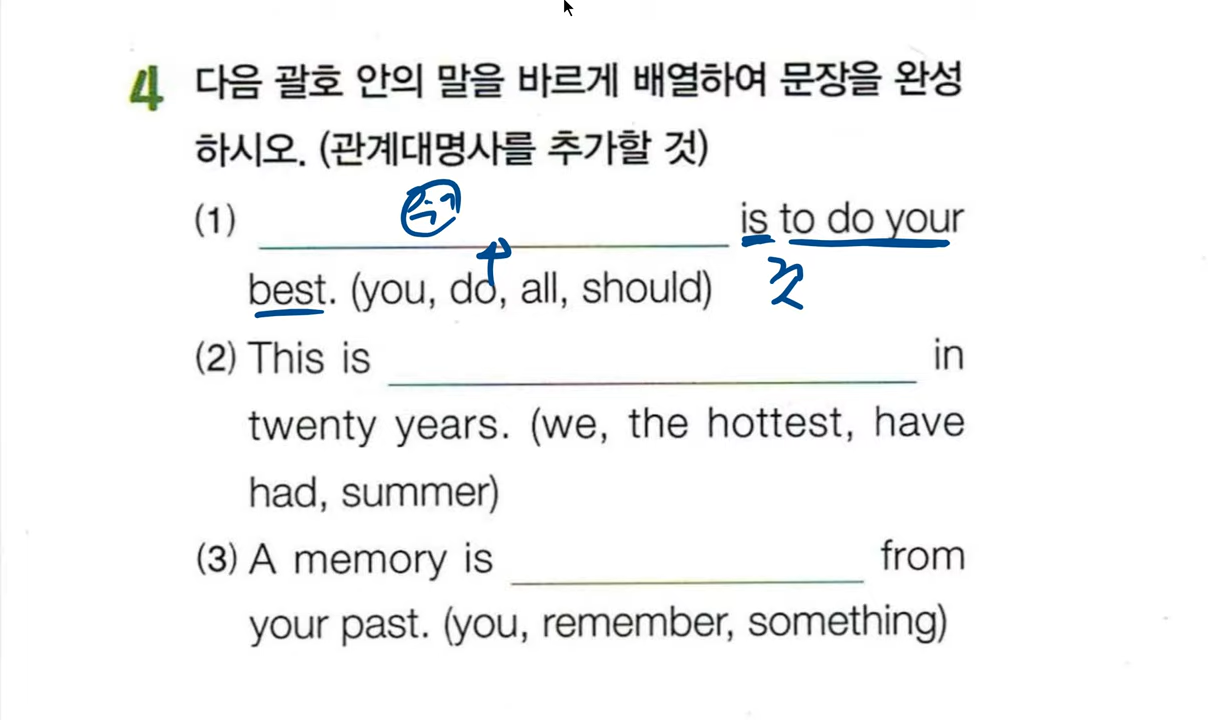 4 다음 괄호 안의 말을 바르게 배열하여 문장을 완성
하시오. (관계대명사를 추가할 것)
(1) is to do your
best. (you, do, all, should)
(2) This is in
twenty years. (we, the hottest, have
had, summer)
(3) A memory is from
your past. (you, remember, something)